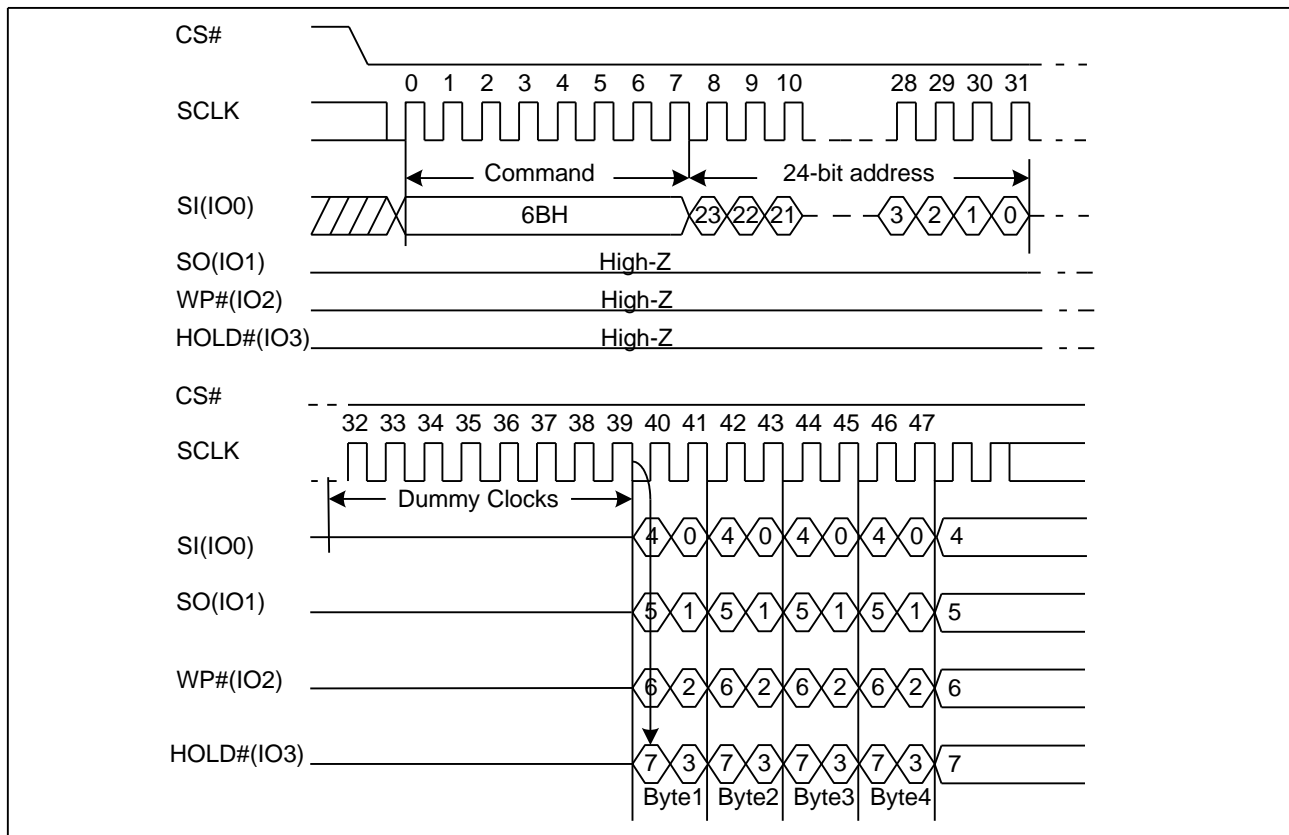 CS#
0 1 2 3 4 5 6 7 8 9 10 28 29 30 31
SCLK
Command 24-bit address
SI(IO0) 6BH 23 22 21 3 2 1 0
SO(IO1) High-Z
WP#(IO2) High-Z
HOLD#(IO3) High-Z
CS#
32 33 34 35 36 37 38 39 40 41 42 43 44 45 46 47
SCLK
Dummy Clocks
SI(IO0) 4 0 4 0 4 0 4 0 4
SO(IO1) 5 1 5 1 5 1 5 1 5
WP#(IO2) 6 2 6 2 6 2 6 2 6
HOLD#(IO3) 7 3 7 3 7 3 7 3 7
Byte1 Byte2 Byte3 Byte4